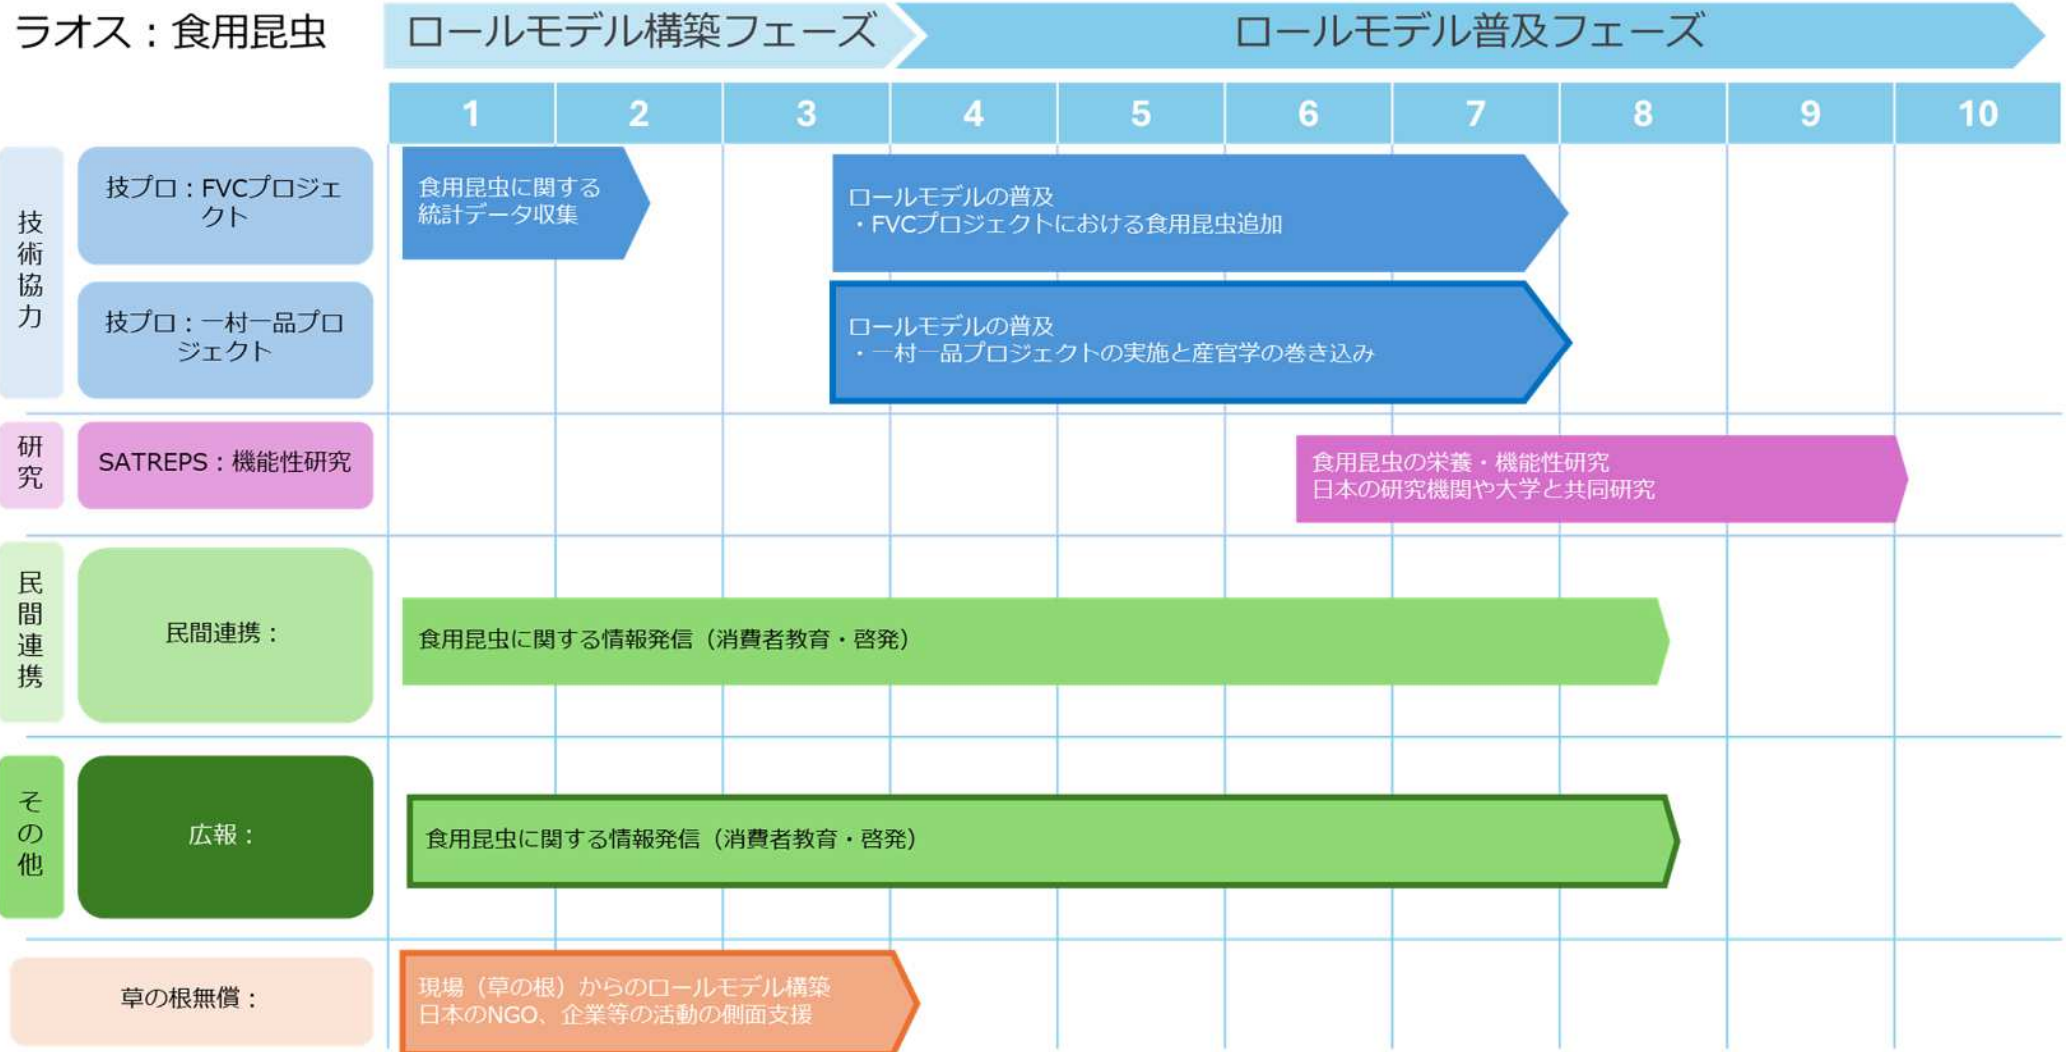 ラオス：食用昆虫
ロールモデル構築フェーズ
ロールモデル普及フェーズ
1 2 3 4 5 6 7 8 9 10
技術協力
技プロ：FVCプロジェ
クト
食用昆虫に関する
統計データ収集
ロールモデルの普及
・FVCプロジェクトにおける食用昆虫追加
技プロ：一村一品プロ
ジェクト
ロールモデルの普及
・一村一品プロジェクトの実施と産官学の巻き込み
研究
SATREPS：機能性研究
食用昆虫の栄養・機能性研究
日本の研究機関や大学と共同研究
民間連携
民間連携：
食用昆虫に関する情報発信（消費者教育・啓発）
その他
広報：
食用昆虫に関する情報発信（消費者教育・啓発）
草の根無償：
現場（草の根）からのロールモデル構築
日本のNGO、企業等の活動の側面支援